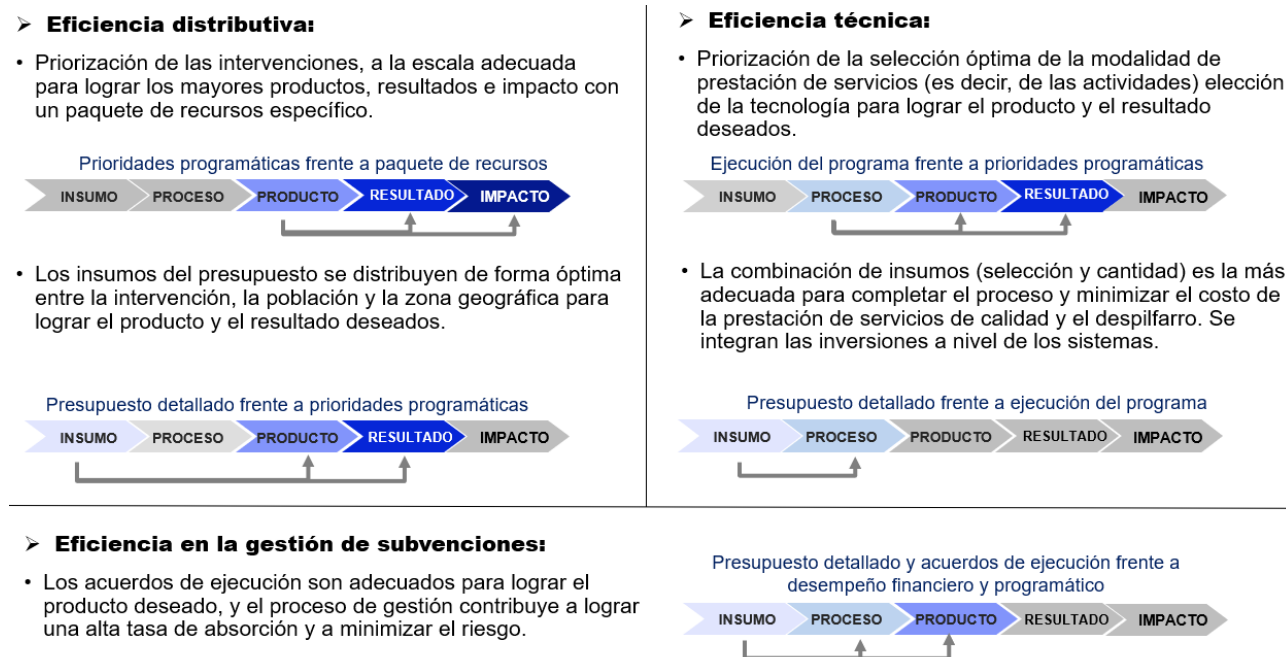 ➢ Eficiencia distributiva:
• Priorización de las intervenciones, a la escala adecuada
para lograr los mayores productos, resultados e impacto con
un paquete de recursos específico.
Prioridades programáticas frente a paquete de recursos
INSUMO PROCESO PRODUCTO RESULTADO IMPACTO
• Los insumos del presupuesto se distribuyen de forma óptima
entre la intervención, la población y la zona geográfica para
lograr el producto y el resultado deseados.
Presupuesto detallado frente a prioridades programáticas
INSUMO PROCESO PRODUCTO RESULTADO IMPACTO
➢ Eficiencia técnica:
• Priorización de la selección óptima de la modalidad de
prestación de servicios (es decir, de las actividades) elección
de la tecnología para lograr el producto y el resultado
deseados.
Ejecución del programa frente a prioridades programáticas
INSUMO PROCESO PRODUCTO RESULTADO IMPACTO
• La combinación de insumos (selección y cantidad) es la más
adecuada para completar el proceso y minimizar el costo de
la prestación de servicios de calidad y el despilfarro. Se
integran las inversiones a nivel de los sistemas.
Presupuesto detallado frente a ejecución del programa
INSUMO PROCESO PRODUCTO RESULTADO IMPACTO
➢ Eficiencia en la gestión de subvenciones:
• Los acuerdos de ejecución son adecuados para lograr el
producto deseado, y el proceso de gestión contribuye a lograr
una alta tasa de absorción y a minimizar el riesgo.
Presupuesto detallado y acuerdos de ejecución frente a
desempeño financiero y programático
INSUMO PROCESO PRODUCTO RESULTADO IMPACTO